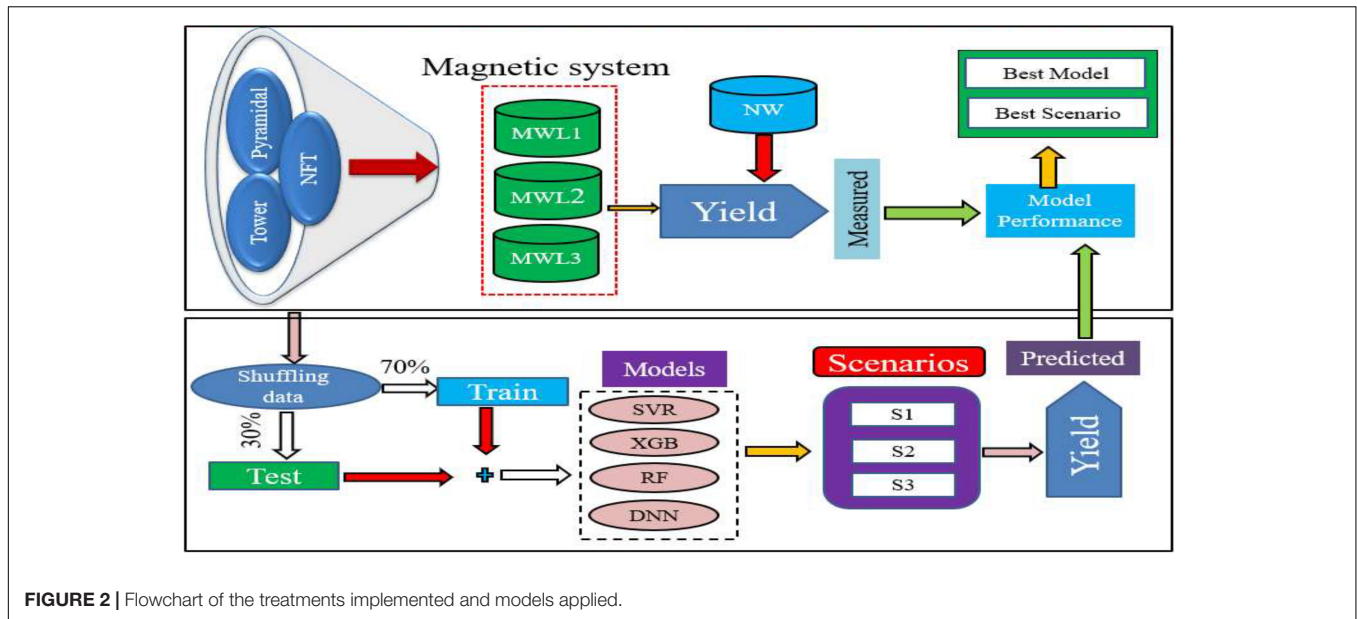 Pyramidal
NFT
Tower
Magnetic system
MWL1
MWL2
MWL3
NW
Yield
Measured
Best Model
Best Scenario
Model
Performance
Shuffling
data
70%
30%
Train
Test
Models
SVR
XGB
RF
DNN
Scenarios
S1
S2
S3
Predicted
Yield
FIGURE 2 | Flowchart of the treatments implemented and models applied.